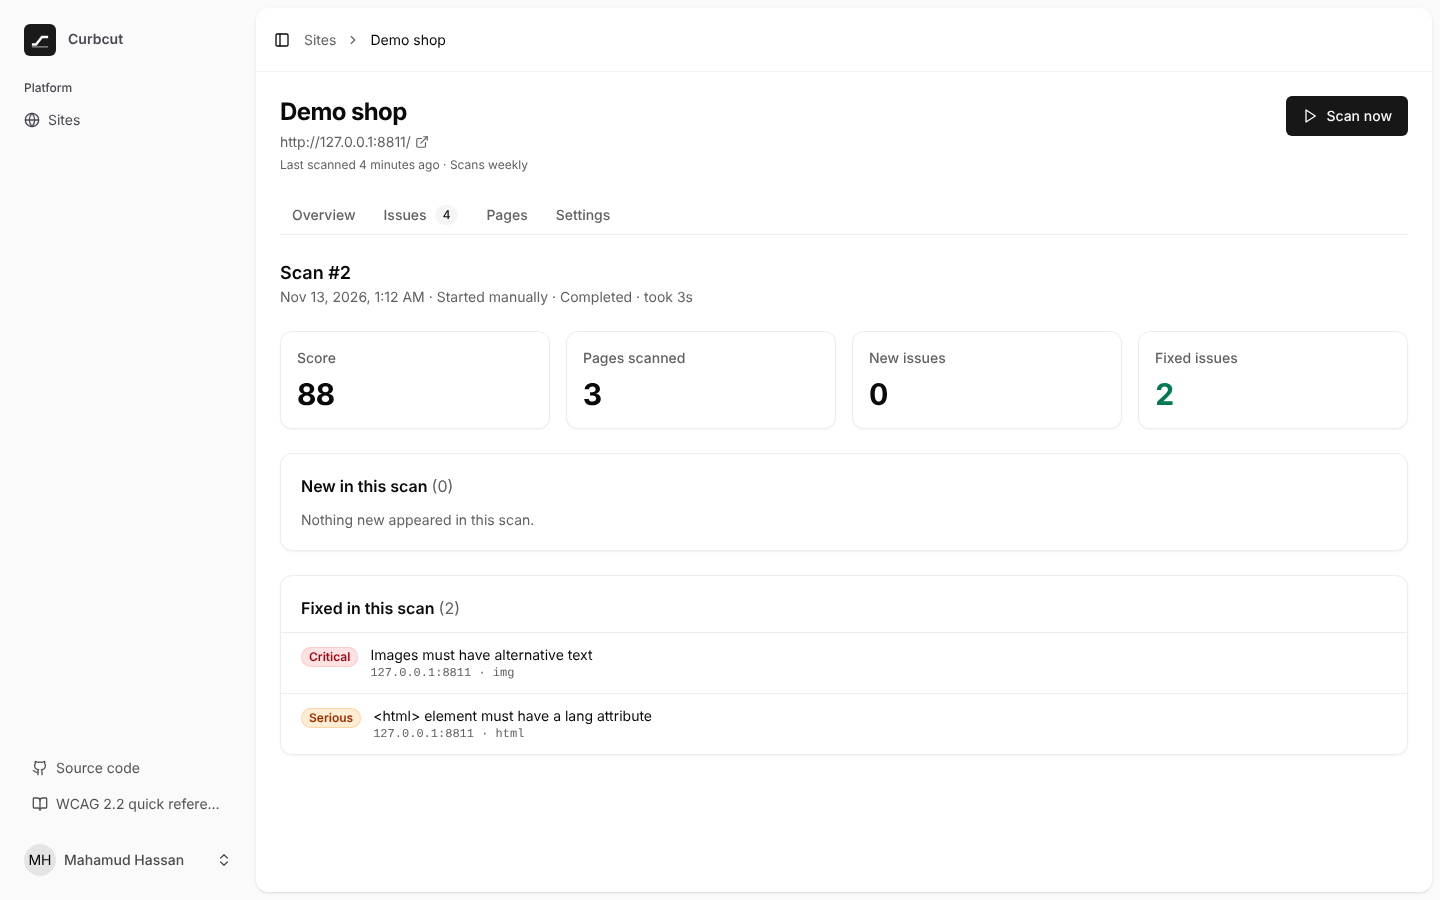 Curbcut
Platform
Sites
Source code
WCAG 2.2 quick refere...
MH Mahamud Hassan
Sites > Demo shop
Demo shop
http://127.0.0.1:8811/
Last scanned 4 minutes ago · Scans weekly
Scan now
Overview Issues 4 Pages Settings
Scan #2
Nov 13, 2026, 1:12 AM · Started manually · Completed · took 3s
Score
88
Pages scanned
3
New issues
0
Fixed issues
2
New in this scan (0)
Nothing new appeared in this scan.
Fixed in this scan (2)
Critical Images must have alternative text
127.0.0.1:8811 · img
Serious <html> element must have a lang attribute
127.0.0.1:8811 · html